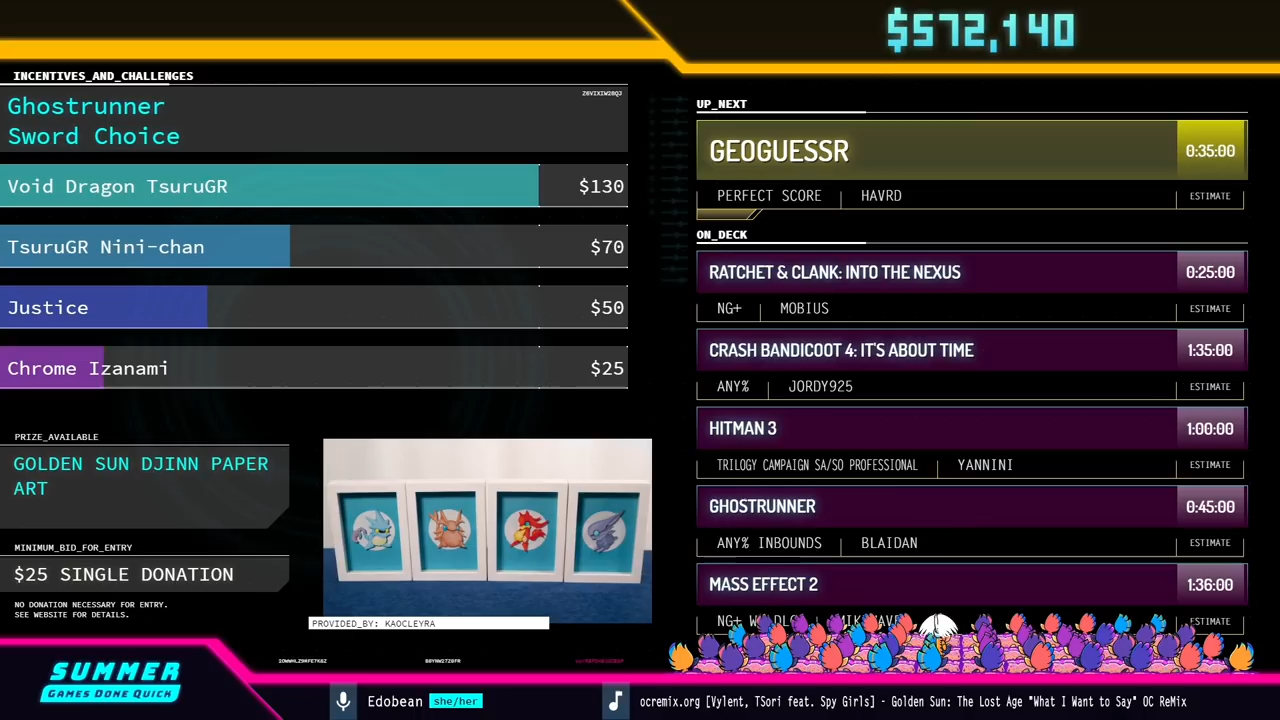 $572,140
INCENTIVES_AND_CHALLENGES
Ghostrunner
Sword Choice
Z6VIXIW28QJ
Void Dragon TsuruGR $130
TsuruGR Nini-chan $70
Justice $50
Chrome Izanami $25
PRIZE_AVAILABLE
GOLDEN SUN DJINN PAPER
ART
MINIMUM_BID_FOR_ENTRY
$25 SINGLE DONATION
NO DONATION NECESSARY FOR ENTRY.
SEE WEBSITE FOR DETAILS.
PROVIDED_BY: KAOCLEYRA
UP_NEXT
GEOGUESSR 0:35:00
PERFECT SCORE HAVRD ESTIMATE
ON_DECK
RATCHET & CLANK: INTO THE NEXUS 0:25:00
NG+ MOBIUS ESTIMATE
CRASH BANDICOOT 4: IT'S ABOUT TIME 1:35:00
ANY% JORDY925 ESTIMATE
HITMAN 3 1:00:00
TRILOGY CAMPAIGN SA/SO PROFESSIONAL YANNINI ESTIMATE
GHOSTRUNNER 0:45:00
ANY% INBOUNDS BLAIDAN ESTIMATE
MASS EFFECT 2 1:36:00
NG+ ESTIMATE
SUMMER
GAMES DONE QUICK
Edobean she/her
ocremix.org [Vylent, TSori feat. Spy Girls] - Golden Sun: The Lost Age "What I Want to Say" OC ReMix